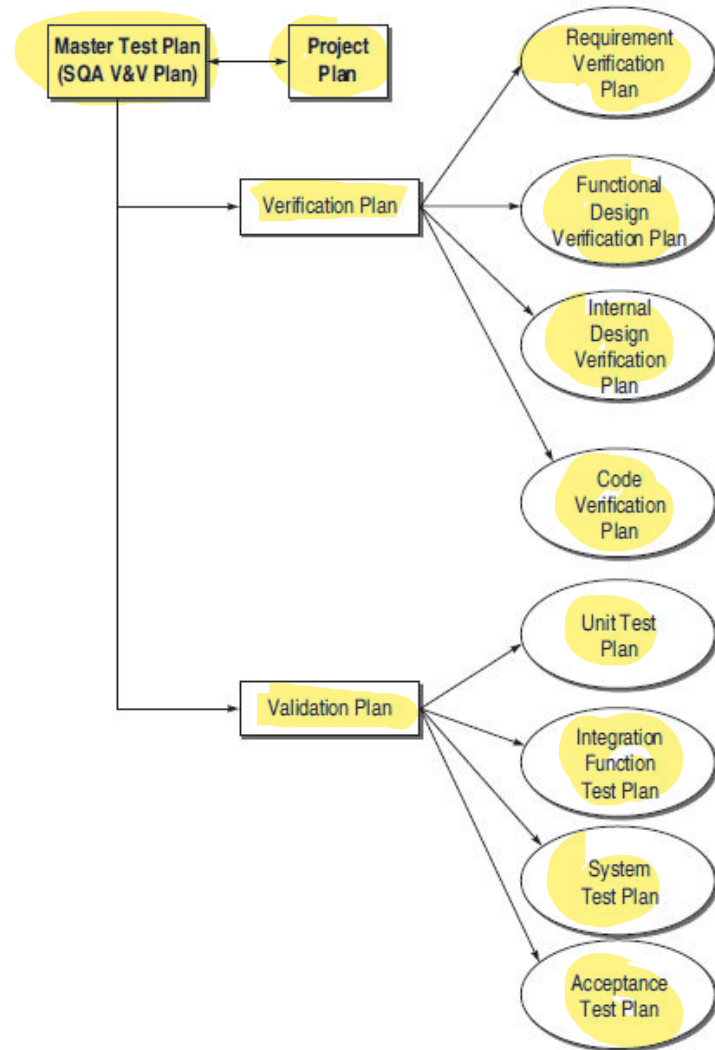 Master Test Plan
(SQA V&V Plan)
Project
Plan
Requirement
Verification
Plan
Verification Plan
Functional
Design
Verification Plan
Internal
Design
Verification
Plan
Code
Verification
Plan
Validation Plan
Unit Test
Plan
Integration
Function
Test Plan
System
Test Plan
Acceptance
Test Plan